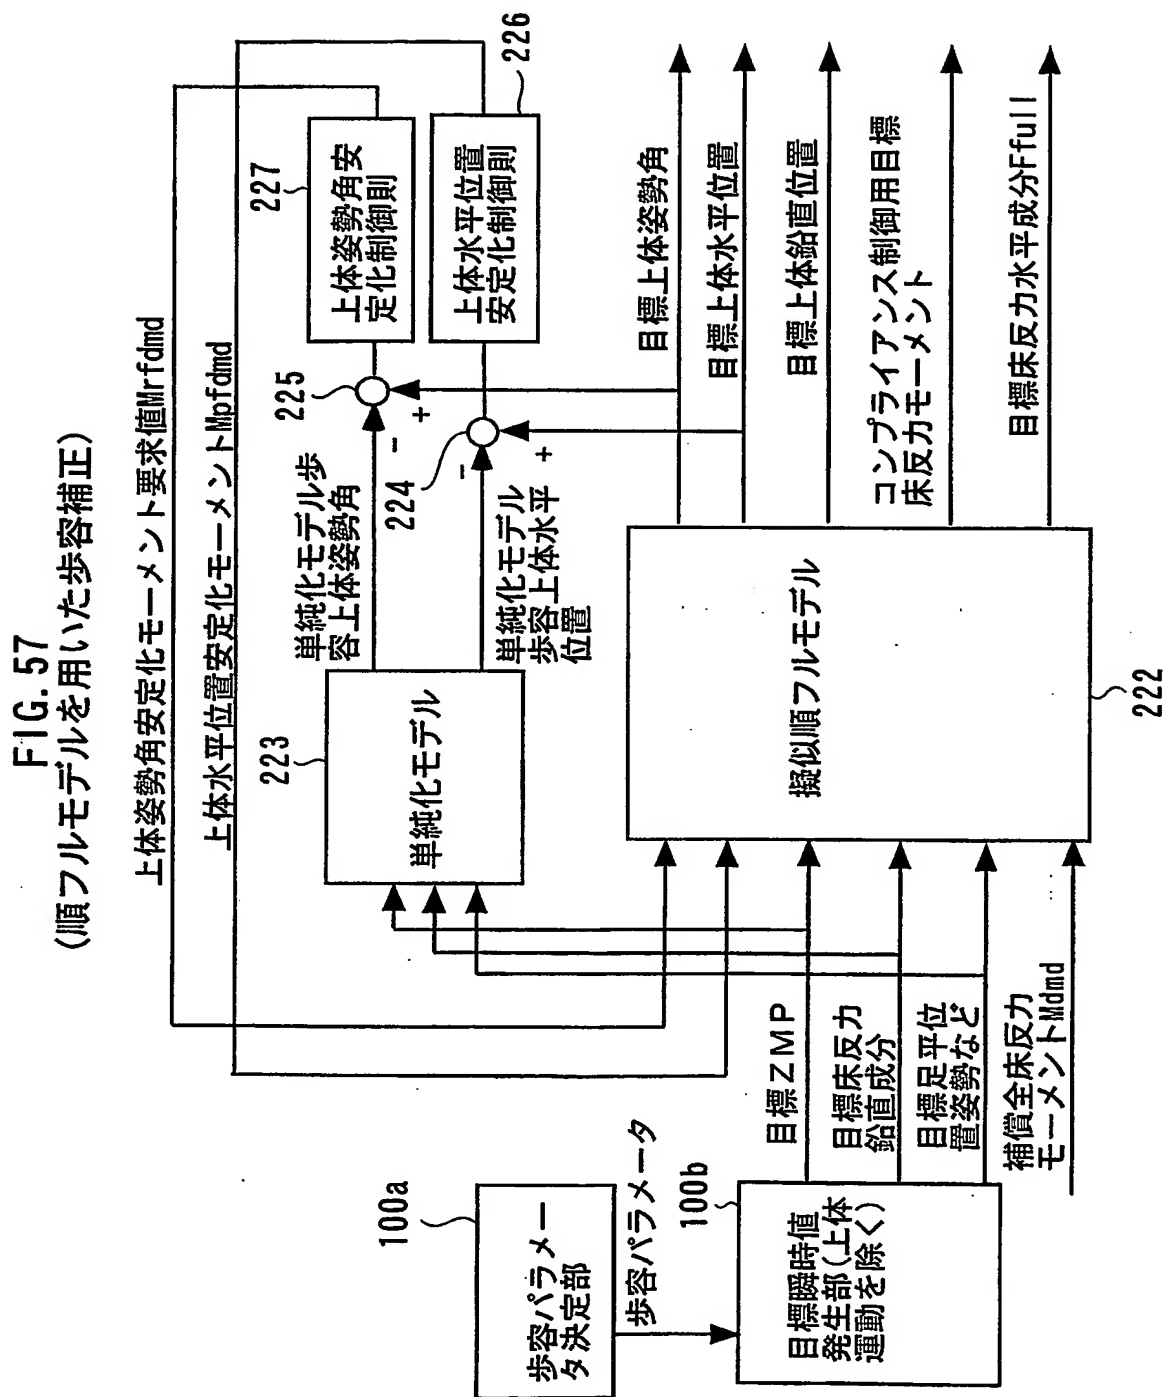 FIG. 57
(順フルモデルを用いた歩容補正)
上体姿勢角安定化モーメント要求値Mrfdmd
上体水平位置安定化モーメントMpfdmd
226
227
上体姿勢角安
定化制御則
上体水平位置
安定化制御則
225
224
+
-
-
+
223
単純化モデル
単純化モデル歩
容上体姿勢角
単純化モデル
歩容上体水平
位置
目標上体姿勢角
目標上体水平位置
目標上体鉛直位置
コンプライアンス制御用目標
床反力モーメント
目標床反力水平成分Ffull
擬似順フルモデル
222
100a
歩容パラメー
タ決定部
歩容パラメータ
100b
目標瞬時値
発生部(上体
運動を除く)
目標ZMP
目標床反力
鉛直成分
目標足平位
置姿勢など
補償全床反力
モーメントMdmd